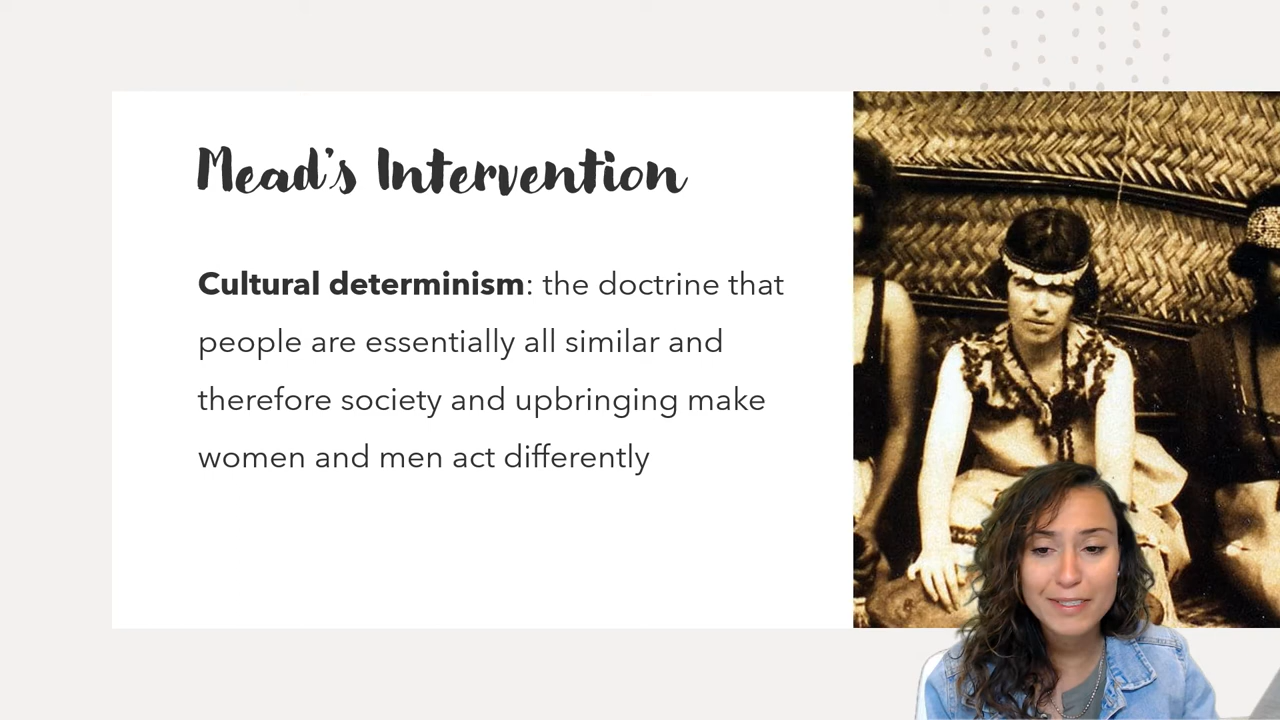 Mead's Intervention
Cultural determinism: the doctrine that
people are essentially all similar and
therefore society and upbringing make
women and men act differently